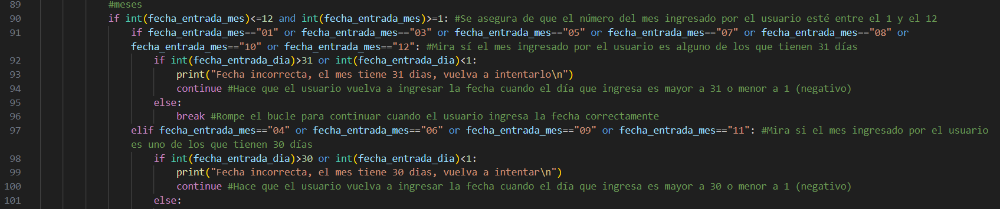 89 #meses
90 if int(fecha_entrada_mes)<=12 and int(fecha_entrada_mes)>=1: #Se asegura de que el número del mes ingresado por el usuario esté entre el 1 y el 12
91 if fecha_entrada_mes=="01" or fecha_entrada_mes=="03" or fecha_entrada_mes=="05" or fecha_entrada_mes=="07" or fecha_entrada_mes=="08" or
fecha_entrada_mes=="10" or fecha_entrada_mes=="12": #Mira sí el mes ingresado por el usuario es alguno de los que tienen 31 días
92 if int(fecha_entrada_dia)>31 or int(fecha_entrada_dia)<1:
93 print("Fecha incorrecta, el mes tiene 31 dias, vuelva a intentarlo\n")
94 continue #Hace que el usuario vuelva a ingresar la fecha cuando el día que ingresa es mayor a 31 o menor a 1 (negativo)
95 else:
96 break #Rompe el bucle para continuar cuando el usuario ingresa la fecha correctamente
97 elif fecha_entrada_mes=="04" or fecha_entrada_mes=="06" or fecha_entrada_mes=="09" or fecha_entrada_mes=="11": #Mira si el mes ingresado por el usuario
es uno de los que tienen 30 días
98 if int(fecha_entrada_dia)>30 or int(fecha_entrada_dia)<1:
99 print("Fecha incorrecta, el mes tiene 30 dias, vuelva a intentar\n")
100 continue #Hace que el usuario vuelva a ingresar la fecha cuando el día que ingresa es mayor a 30 o menor a 1 (negativo)
101 else: